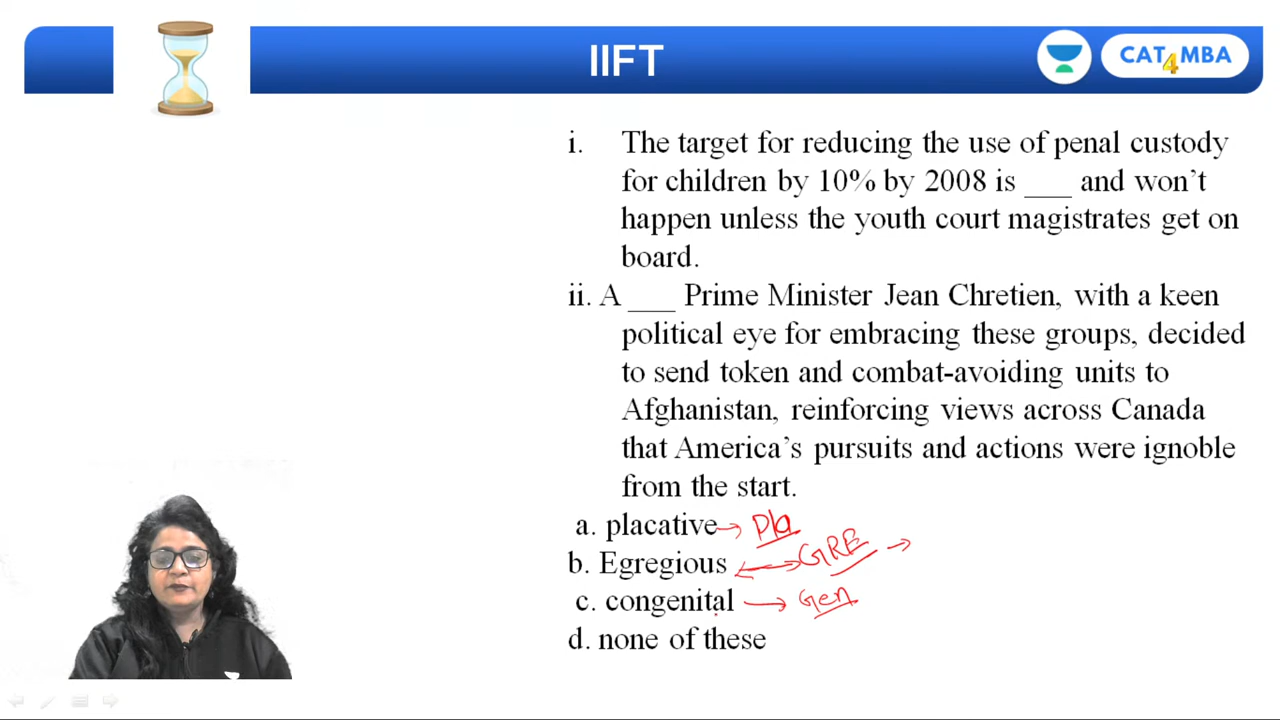 IIFT
CAT4MBA
i. The target for reducing the use of penal custody
for children by 10% by 2008 is ___ and won't
happen unless the youth court magistrates get on
board.
ii. A ___ Prime Minister Jean Chretien, with a keen
political eye for embracing these groups, decided
to send token and combat-avoiding units to
Afghanistan, reinforcing views across Canada
that America's pursuits and actions were ignoble
from the start.
a. placative → Pla
b. Egregious ↔ GRE →
c. congenital → Gen
d. none of these